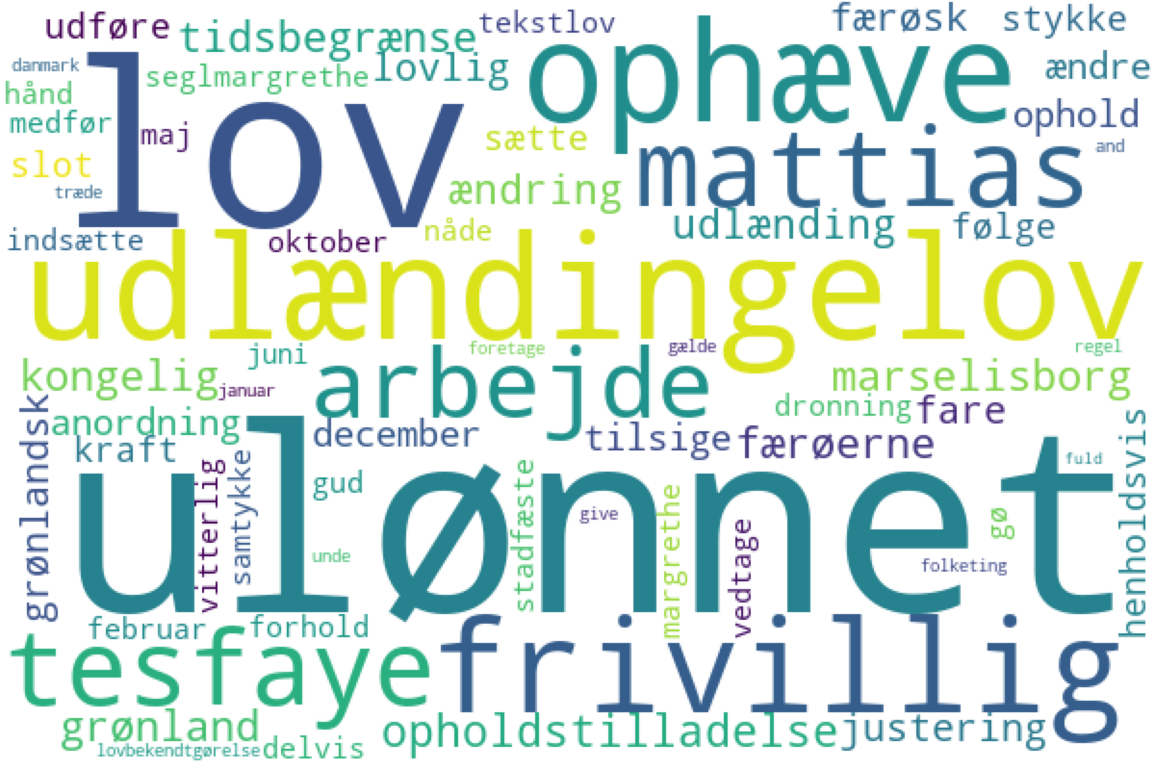 udføre
tidsbegrænse
tekstlov
færøsk
stykke
danmark
seglmargrethe
lovlig
ophæve
ændre
hånd
lov
medfør
maj
sætte
mattias
ophold
and
slot
træde
ændring
indsætte
oktober
nåde
udlænding
følge
udlændingelov
juni
foretage
gælde
regel
kongelig
januar
arbejde
marselisborg
anordning
dronning
fare
kraft
december
tilsige
færøerne
grønlandsk
vitterlig
samtykke
gud
ulønnet
stadfæste
give
margrethe
vedtage
gø
fuld
henholdsvis
unde
folketing
februar
forhold
tesfaye
frivillig
grønland
opholdstilladelse
justering
lovbekendtgørelse
delvis